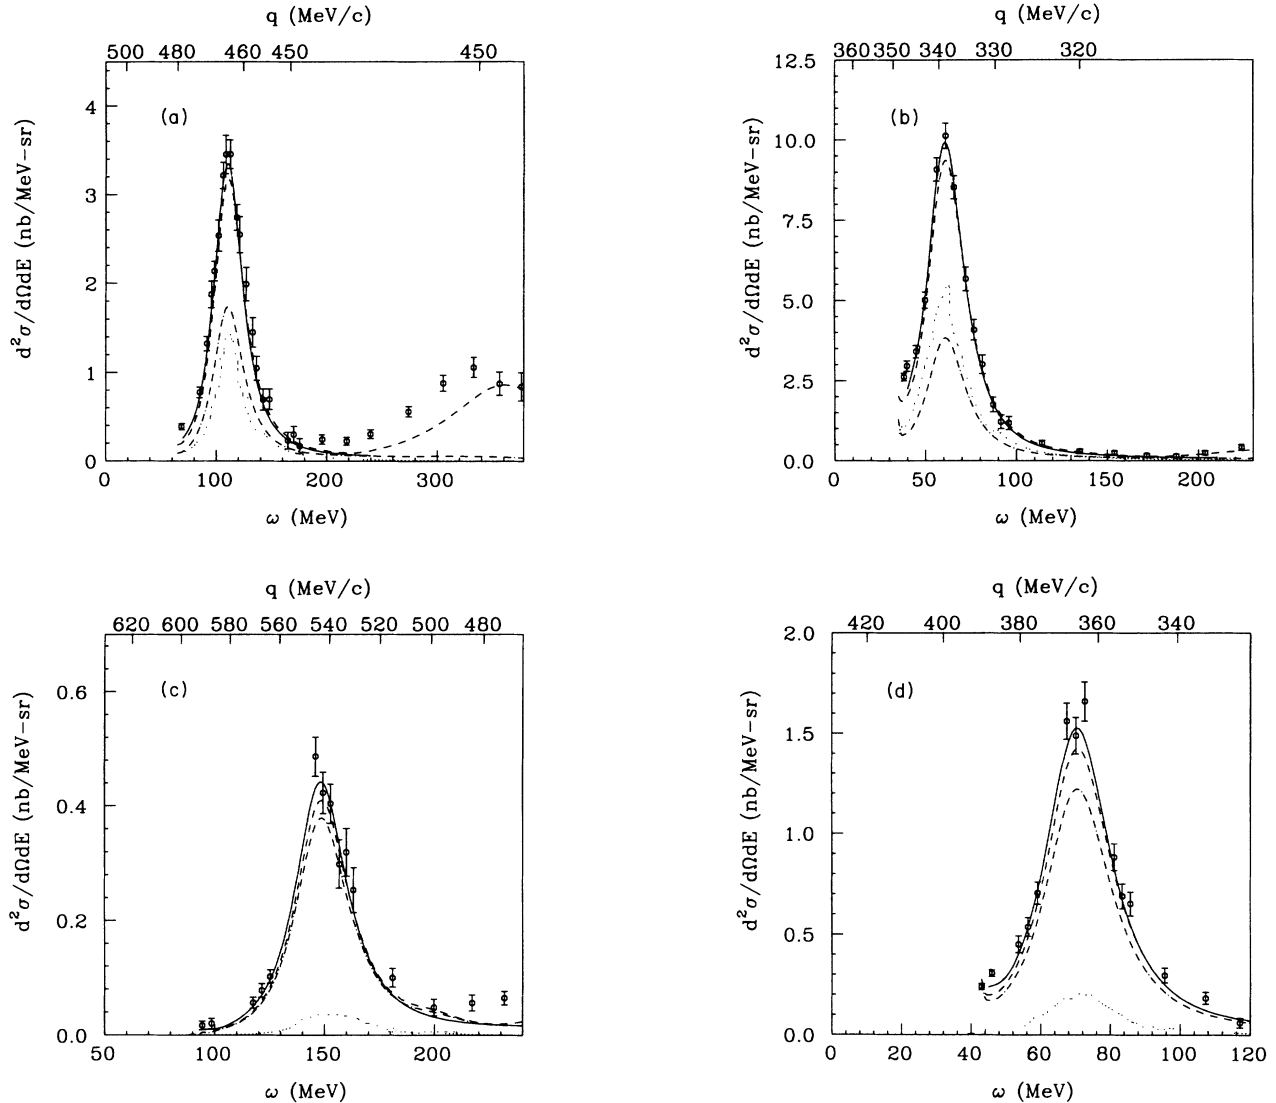 q (MeV/c)
500 480 460 450 450
4
3
2
1
0
(a)
d²σ/dΩdE (nb/MeV−sr)
0 100 200 300
ω (MeV)
q (MeV/c)
360 350 340 330 320
12.5
10.0
7.5
5.0
2.5
0.0
(b)
d²σ/dΩdE (nb/MeV−sr)
0 50 100 150 200
ω (MeV)
q (MeV/c)
620 600 580 560 540 520 500 480
0.6
0.4
0.2
0.0
(c)
d²σ/dΩdE (nb/MeV−sr)
50 100 150 200
ω (MeV)
q (MeV/c)
420 400 380 360 340
2.0
1.5
1.0
0.5
0.0
(d)
d²σ/dΩdE (nb/MeV−sr)
0 20 40 60 80 100 120
ω (MeV)